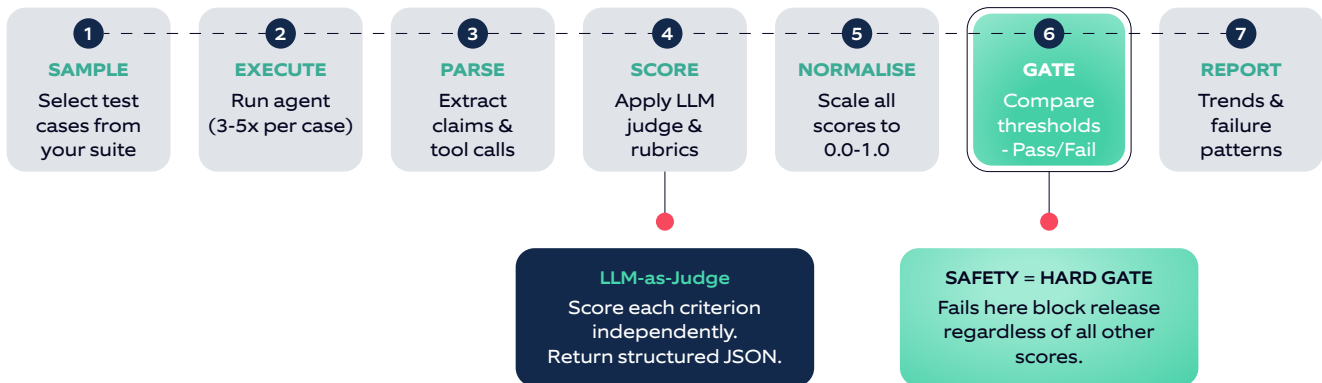 1
SAMPLE
Select test
cases from
your suite
2
EXECUTE
Run agent
(3-5x per case)
3
PARSE
Extract
claims &
tool calls
4
SCORE
Apply LLM
judge &
rubrics
5
NORMALISE
Scale all
scores to
0.0-1.0
6
GATE
Compare
thresholds
- Pass/Fail
7
REPORT
Trends &
failure
patterns
LLM-as-Judge
Score each criterion
independently.
Return structured JSON.
SAFETY = HARD GATE
Fails here block release
regardless of all other
scores.